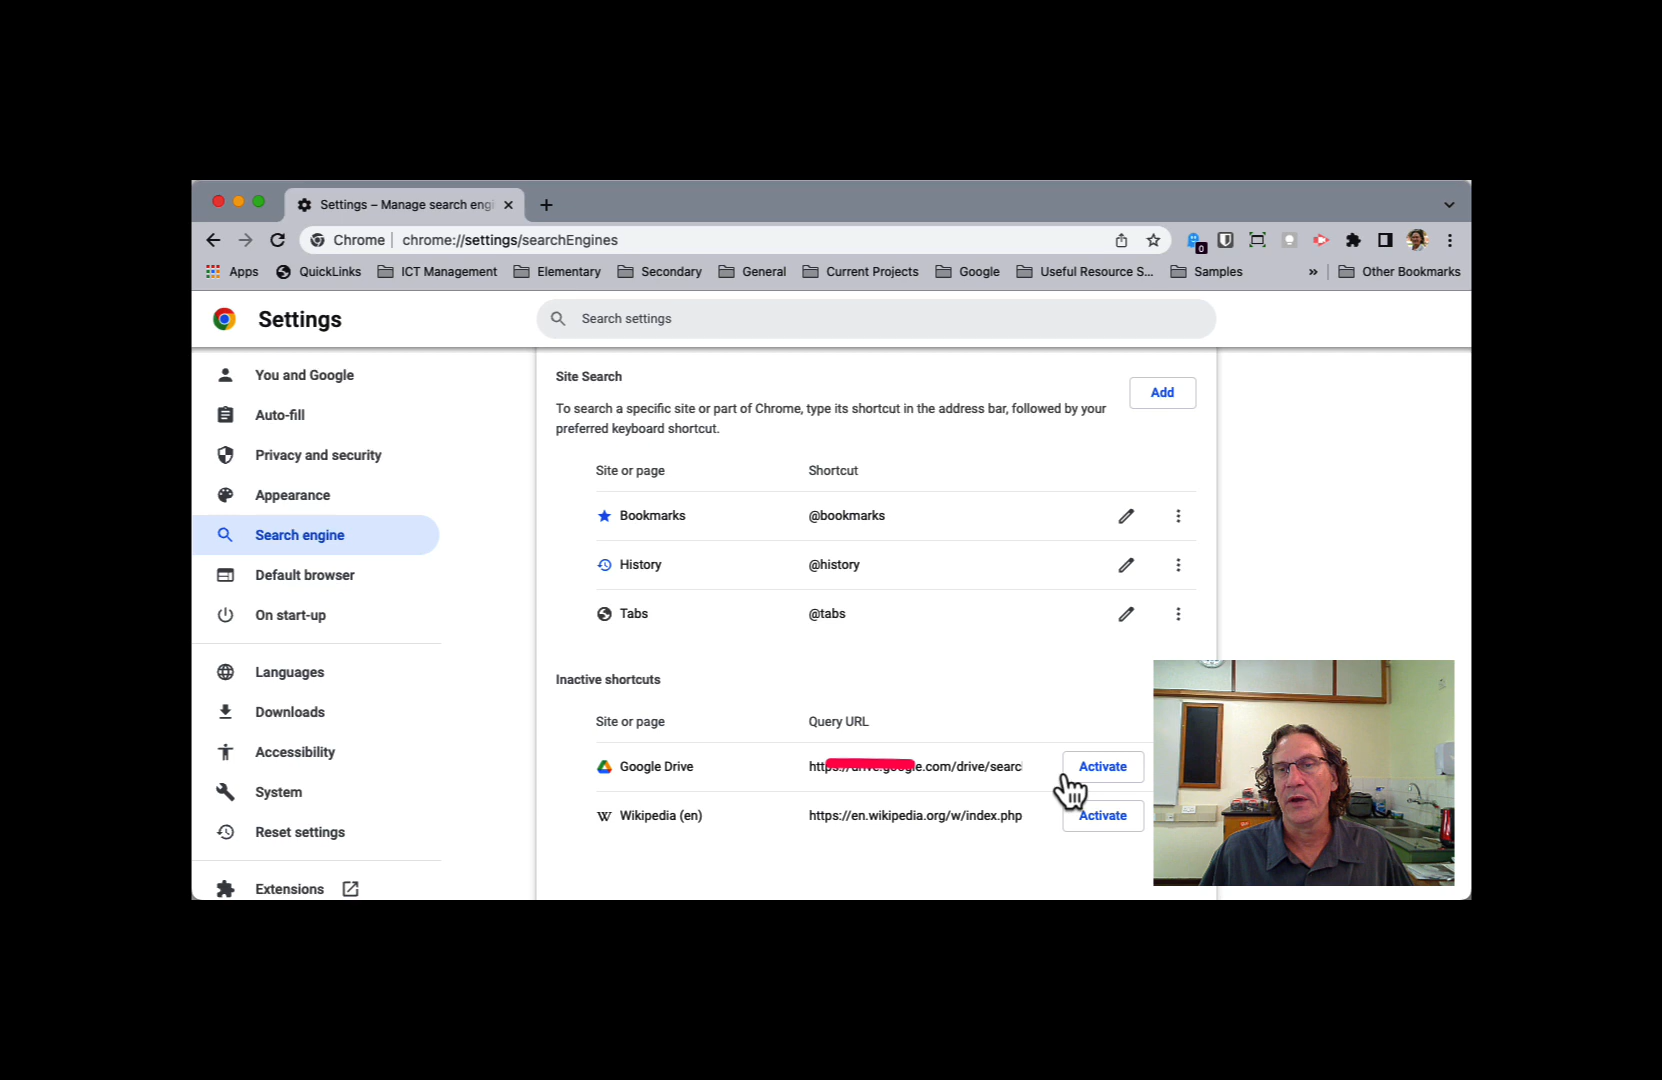 Settings – Manage search engi
Chrome
chrome://settings/searchEngines
0
Apps
QuickLinks
ICT Management
Elementary
Secondary
General
Current Projects
Google
Useful Resource S...
Samples
»
Other Bookmarks
Settings
Search settings
You and Google
Auto-fill
Privacy and security
Appearance
Search engine
Default browser
On start-up
Languages
Downloads
Accessibility
System
Reset settings
Extensions
Site Search
Add
To search a specific site or part of Chrome, type its shortcut in the address bar, followed by your
preferred keyboard shortcut.
Site or page
Shortcut
Bookmarks
@bookmarks
History
@history
Tabs
@tabs
Inactive shortcuts
Site or page
Query URL
Google Drive
https://drive.google.com/drive/searc
Activate
W
Wikipedia (en)
https://en.wikipedia.org/w/index.php
Activate